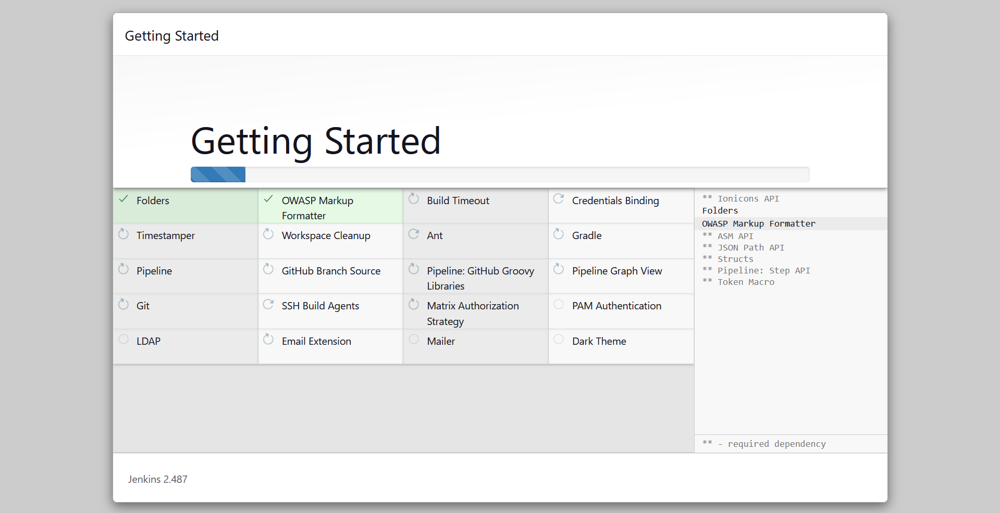 Getting Started
Getting Started
Folders
OWASP Markup
Formatter
Build Timeout
Credentials Binding
Timestamper
Workspace Cleanup
Ant
Gradle
Pipeline
GitHub Branch Source
Pipeline: GitHub Groovy
Libraries
Pipeline Graph View
Git
SSH Build Agents
Matrix Authorization
Strategy
PAM Authentication
LDAP
Email Extension
Mailer
Dark Theme
** Ionicons API
Folders
OWASP Markup Formatter
** ASM API
** JSON Path API
** Structs
** Pipeline: Step API
** Token Macro
** - required dependency
Jenkins 2.487